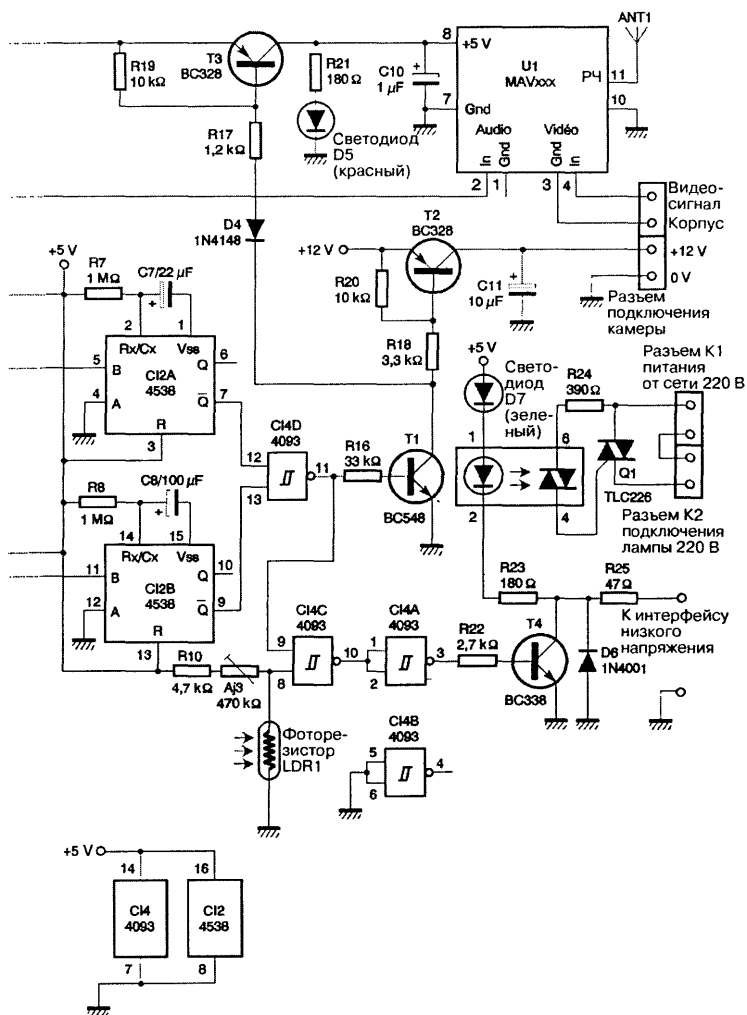 ANT1
R19
10 kΩ
T3
BC328
R21
180 Ω
C10
1 µF
+
8
+5 V
U1
MAVxxx
РЧ
11
10
7
Gnd
Audio
Vidéo
In
Gnd
Gnd
In
2
1
3
4
R17
1,2 kΩ
Светодиод
D5
(красный)
Видео-
сигнал
Корпус
+12 V
0 V
Разъем
подключения
камеры
D4
1N4148
T2
BC328
+12 V
R20
10 kΩ
C11
10 µF
+
R18
3,3 kΩ
+5 V
R7
1 MΩ
C7/22 µF
+
2
1
Rx/Cx
Vss
5
B
4
A
CI2A
4538
Q
6
Q
7
R
3
+5 V
Свето-
диод
D7
(зеле-
ный)
R24
390 Ω
Разъем K1
питания
от сети 220 В
1
6
2
4
Q1
TLC226
Разъем K2
подключения
лампы 220 В
CI4D
4093
12
13
11
R16
33 kΩ
T1
BC548
R8
1 MΩ
C8/100 µF
+
14
15
Rx/Cx
Vss
11
B
12
A
CI2B
4538
Q
10
Q
9
R
13
R10
4,7 kΩ
Aj3
470 kΩ
Фоторе-
зистор
LDR1
CI4C
4093
9
8
10
CI4A
4093
1
2
3
R22
2,7 kΩ
T4
BC338
R23
180 Ω
R25
47 Ω
К интерфейсу
низкого
напряжения
D6
1N4001
CI4B
4093
5
6
4
+5 V
14
16
CI4
4093
CI2
4538
7
8